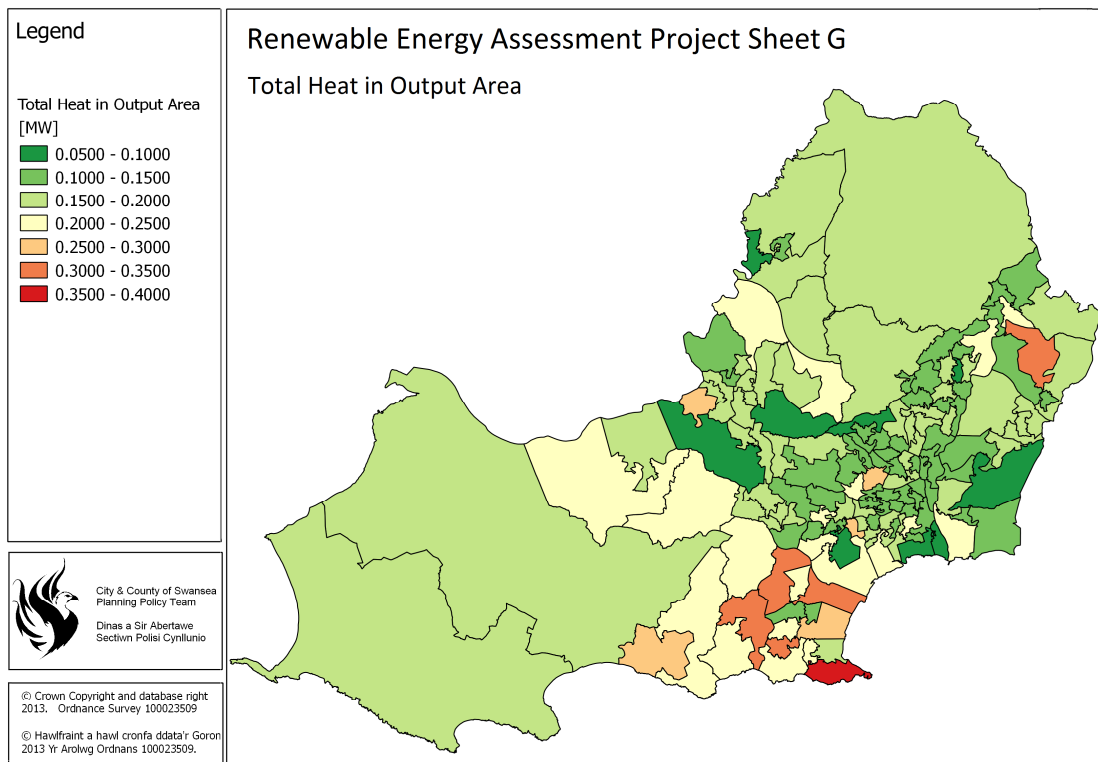 Legend
Total Heat in Output Area
[MW]
0.0500 - 0.1000
0.1000 - 0.1500
0.1500 - 0.2000
0.2000 - 0.2500
0.2500 - 0.3000
0.3000 - 0.3500
0.3500 - 0.4000
City & County of Swansea
Planning Policy Team
Dinas a Sir Abertawe
Sectiwn Polisi Cynllunio
© Crown Copyright and database right
2013. Ordnance Survey 100023509
© Hawlfraint a hawl cronfa ddata'r Goron
2013 Yr Arolwg Ordnans 100023509.
Renewable Energy Assessment Project Sheet G
Total Heat in Output Area